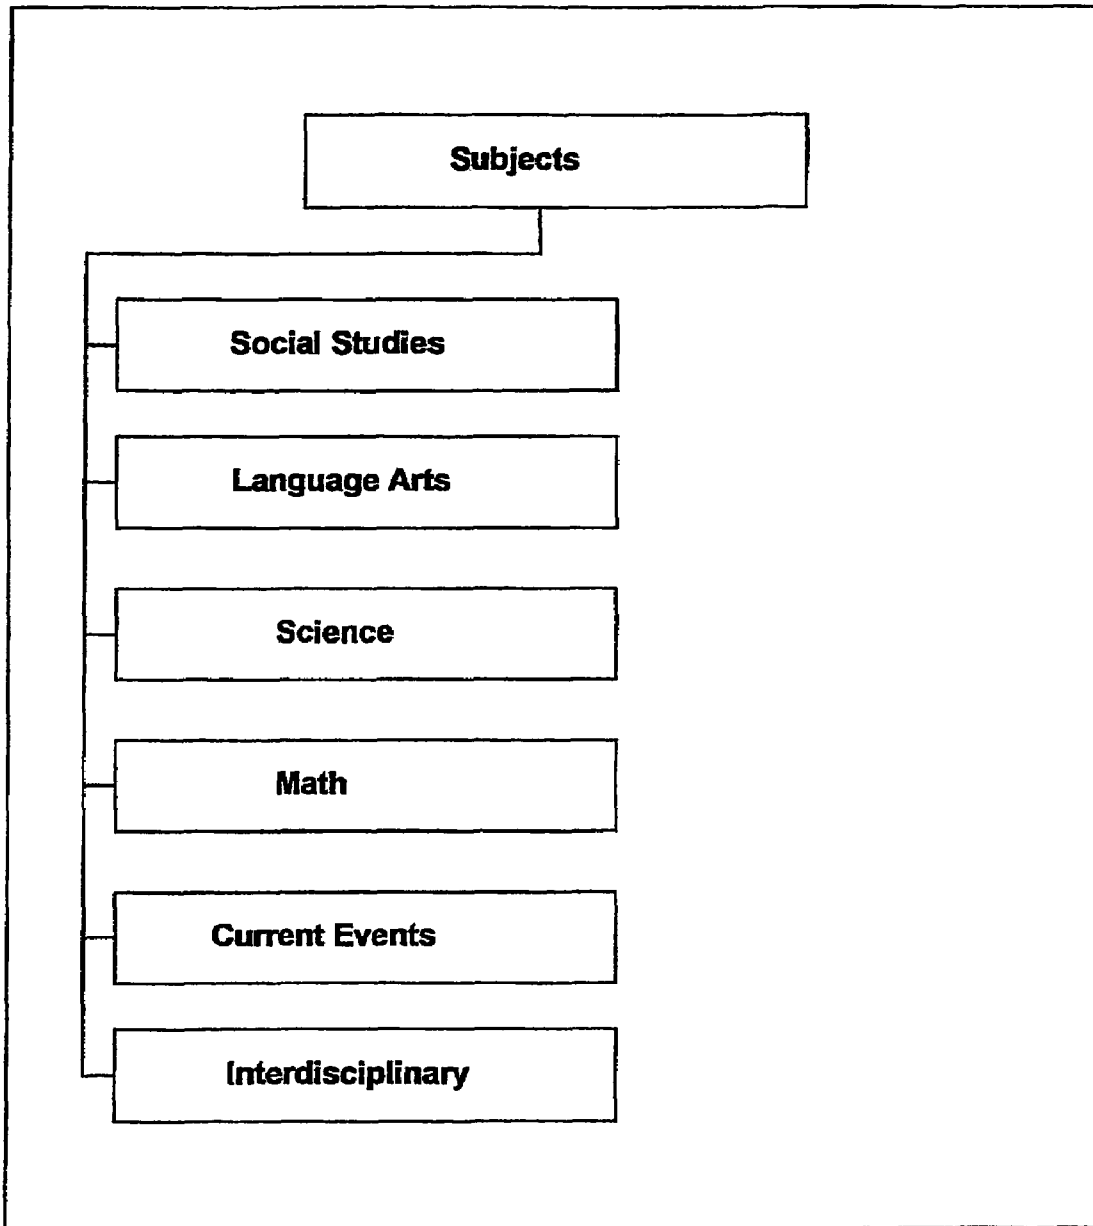 Subjects
Social Studies
Language Arts
Science
Math
Current Events
Interdisciplinary